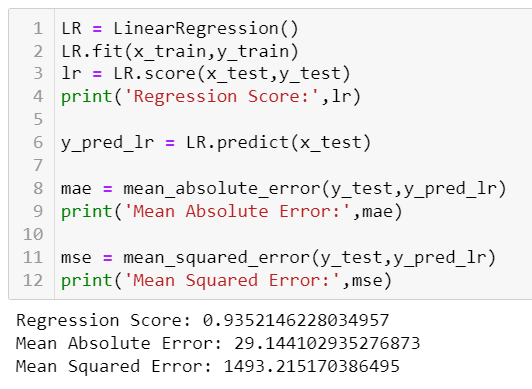 1 LR = LinearRegression()
2 LR.fit(x_train,y_train)
3 lr = LR.score(x_test,y_test)
4 print('Regression Score:',lr)
5
6 y_pred_lr = LR.predict(x_test)
7
8 mae = mean_absolute_error(y_test,y_pred_lr)
9 print('Mean Absolute Error:',mae)
10
11 mse = mean_squared_error(y_test,y_pred_lr)
12 print('Mean Squared Error:',mse)
Regression Score: 0.9352146228034957
Mean Absolute Error: 29.144102935276873
Mean Squared Error: 1493.215170386495